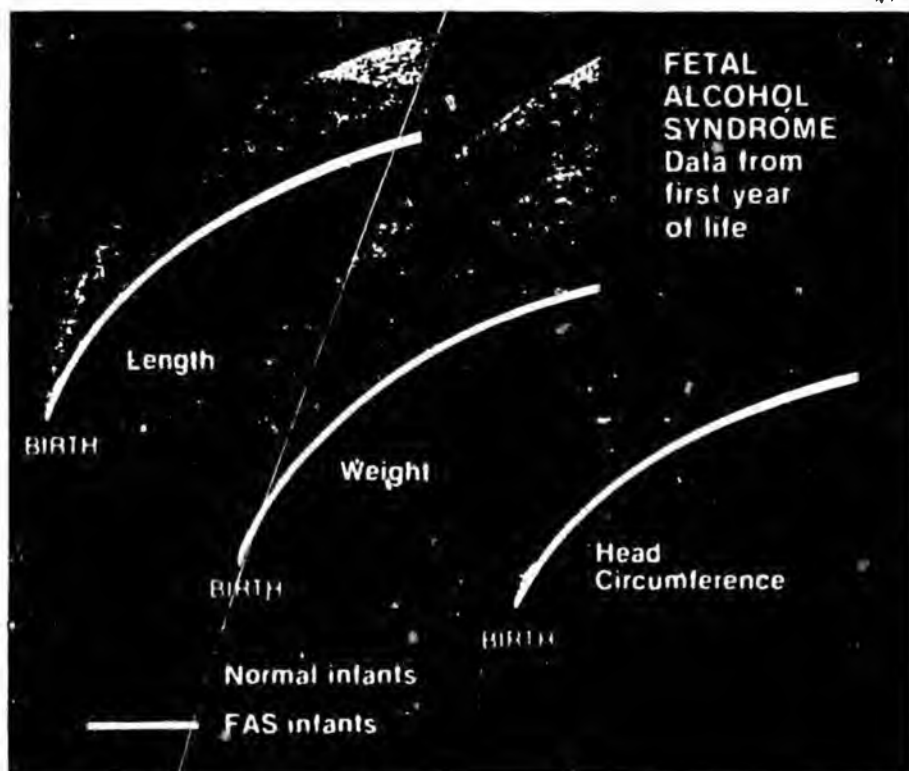 FETAL
ALCOHOL
SYNDROME
Data from
first year
of life
Length
BIRTH
Weight
BIRTH
Head
Circumference
BIRTH
Normal infants
FAS infants